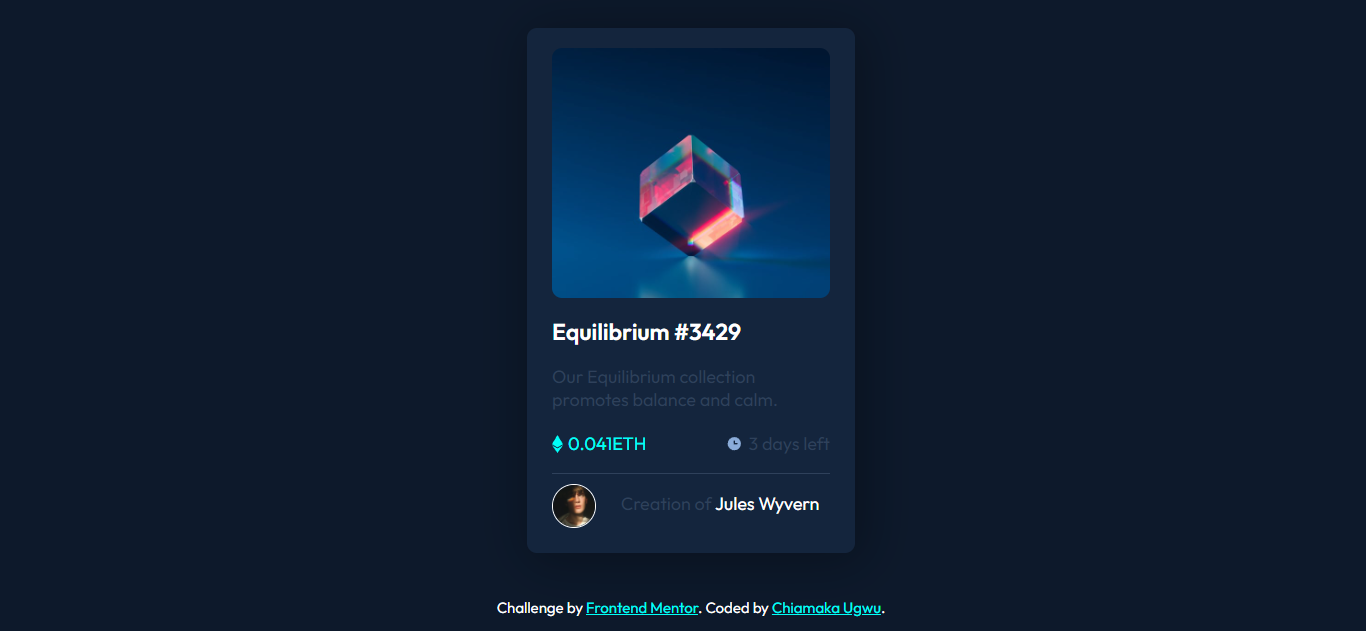 Equilibrium #3429
Our Equilibrium collection
promotes balance and calm.
0.041ETH
3 days left
Creation of Jules Wyvern
Challenge by Frontend Mentor. Coded by Chiamaka Ugwu.